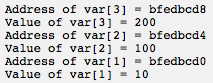 Address of var[3] = bfedbcd8
Value of var[3] = 200
Address of var[2] = bfedbcd4
Value of var[2] = 100
Address of var[1] = bfedbcd0
Value of var[1] = 10